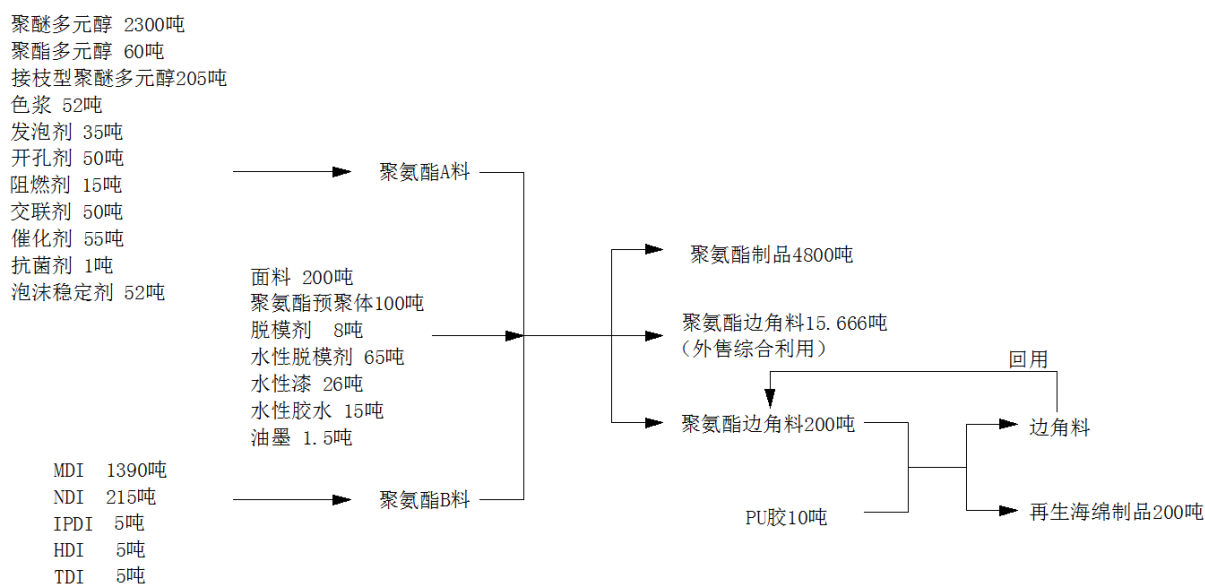 聚醚多元醇 2300吨
聚酯多元醇 60吨
接枝型聚醚多元醇205吨
色浆 52吨
发泡剂 35吨
开孔剂 50吨
阻燃剂 15吨
交联剂 50吨
催化剂 55吨
抗菌剂 1吨
泡沫稳定剂 52吨
聚氨酯A料
面料 200吨
聚氨酯预聚体100吨
脱模剂 8吨
水性脱模剂 65吨
水性漆 26吨
水性胶水 15吨
油墨 1.5吨
MDI 1390吨
NDI 215吨
IPDI 5吨
HDI 5吨
TDI 5吨
聚氨酯B料
聚氨酯制品4800吨
聚氨酯边角料15.666吨
（外售综合利用）
回用
聚氨酯边角料200吨
边角料
PU胶10吨
再生海绵制品200吨